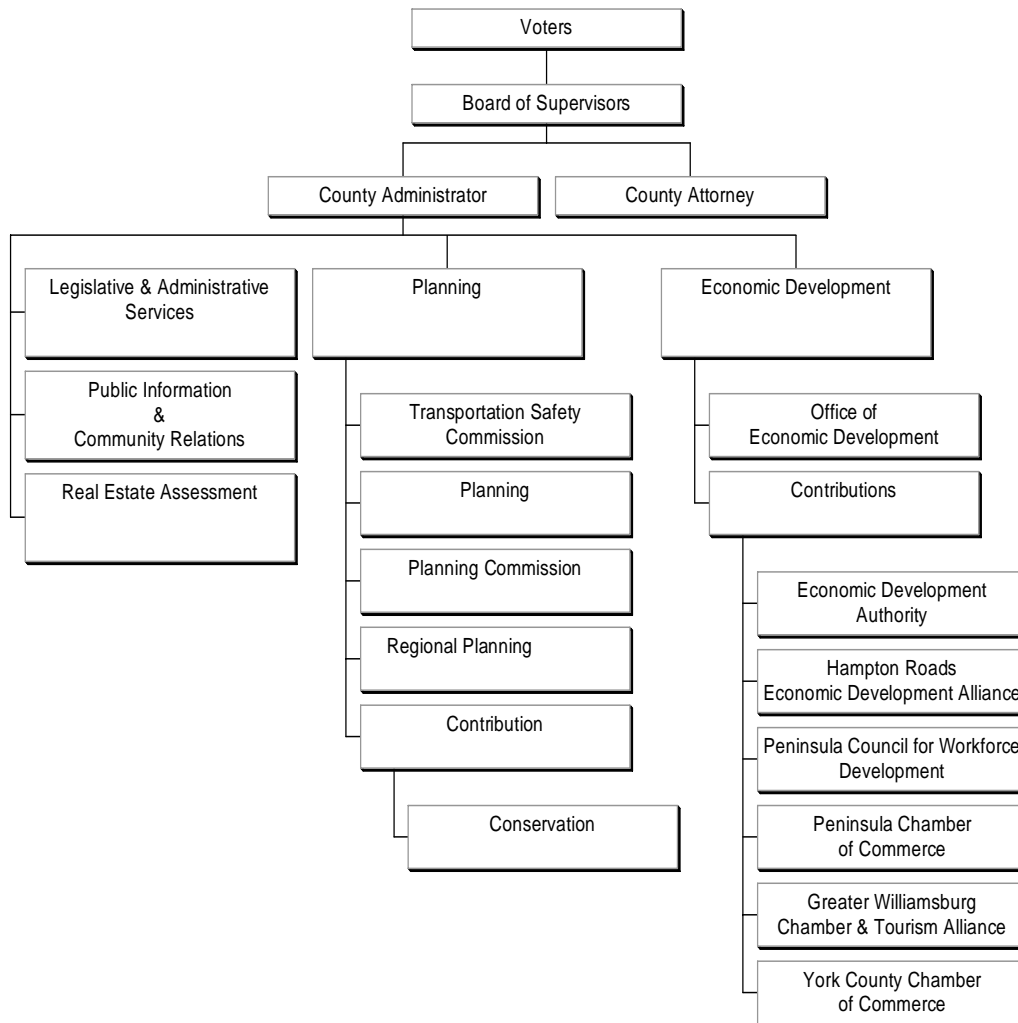 Voters
Board of Supervisors
County Administrator
County Attorney
Legislative & Administrative
Services
Public Information
&
Community Relations
Real Estate Assessment
Planning
Transportation Safety
Commission
Planning
Planning Commission
Regional Planning
Contribution
Conservation
Economic Development
Office of
Economic Development
Contributions
Economic Development
Authority
Hampton Roads
Economic Development Alliance
Peninsula Council for Workforce
Development
Peninsula Chamber
of Commerce
Greater Williamsburg
Chamber & Tourism Alliance
York County Chamber
of Commerce